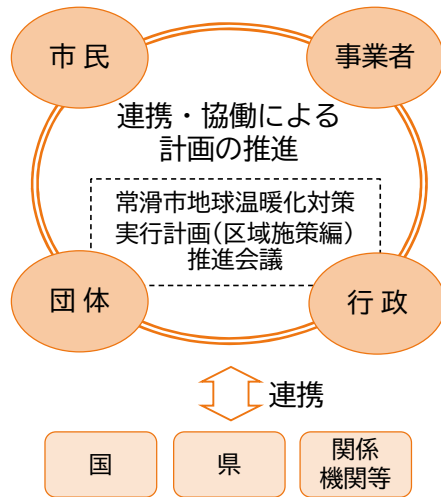 市民
事業者
連携・協働による
計画の推進
常滑市地球温暖化対策
実行計画(区域施策編)
推進会議
団体
行政
連携
国
県
関係
機関等